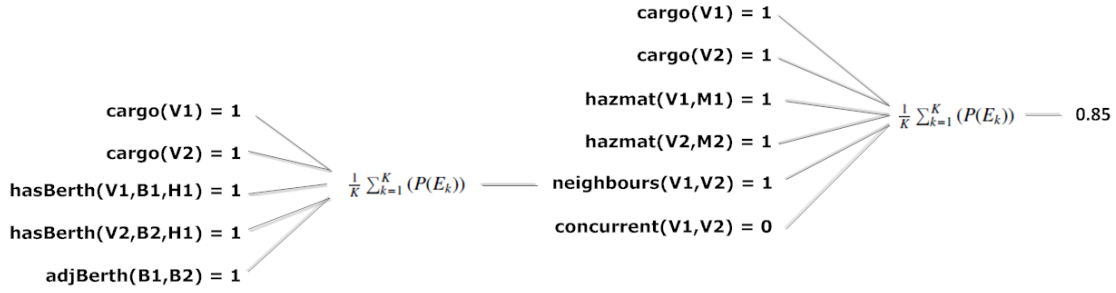 cargo(V1) = 1
cargo(V2) = 1
hasBerth(V1,B1,H1) = 1
hasBerth(V2,B2,H1) = 1
adjBerth(B1,B2) = 1
1/K ∑_{k=1}^{K} (P(E_k))
cargo(V1) = 1
cargo(V2) = 1
hazmat(V1,M1) = 1
hazmat(V2,M2) = 1
neighbours(V1,V2) = 1
concurrent(V1,V2) = 0
1/K ∑_{k=1}^{K} (P(E_k))
0.85